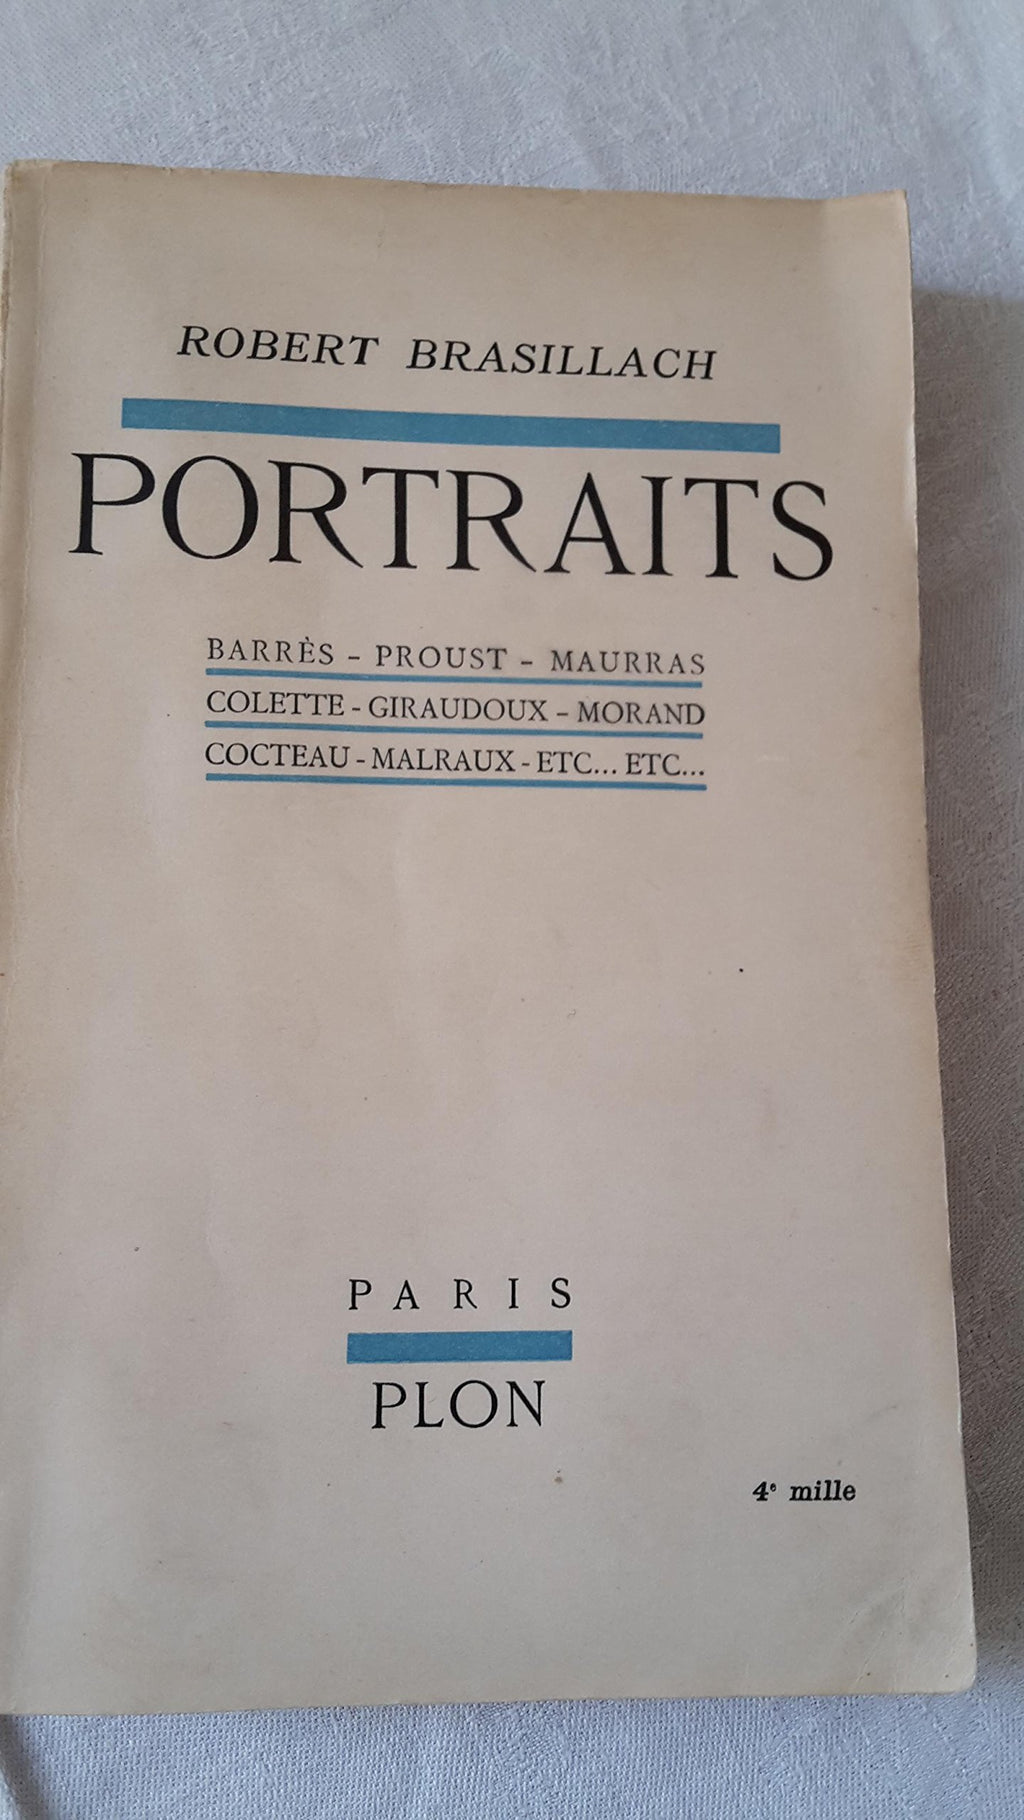 ROBERT BRASILLACH
PORTRAITS
BARRÈS - PROUST - MAURRAS
COLETTE - GIRAUDOUX - MORAND
COCTEAU - MALRAUX - ETC... ETC...
PARIS
PLON
4e mille